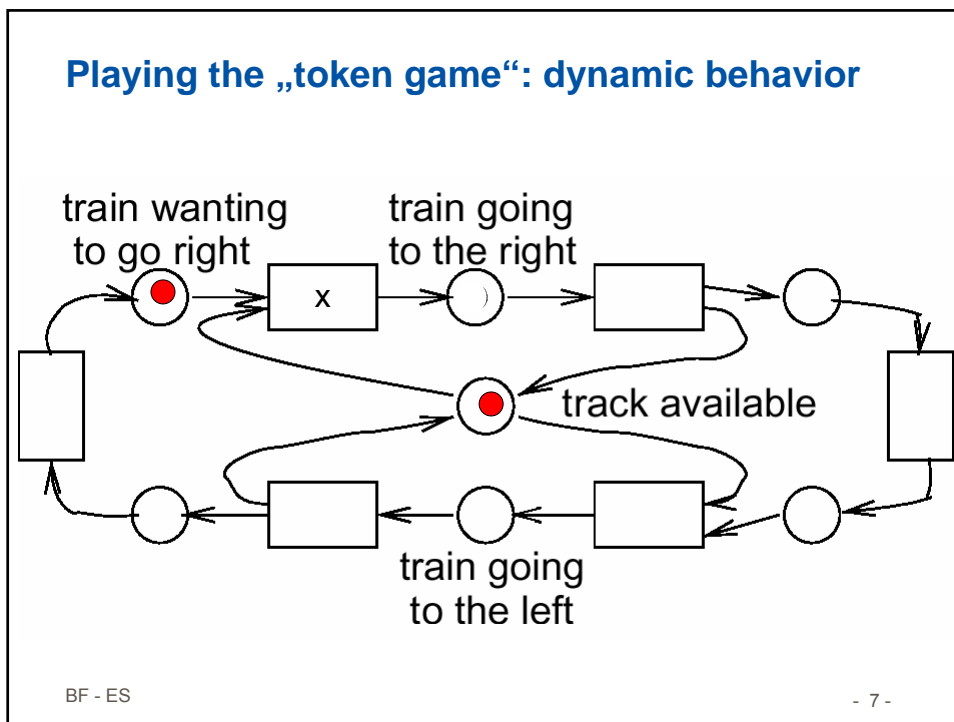 Playing the „token game“: dynamic behavior
train wanting
to go right
train going
to the right
x
track available
train going
to the left
BF - ES
- 7 -